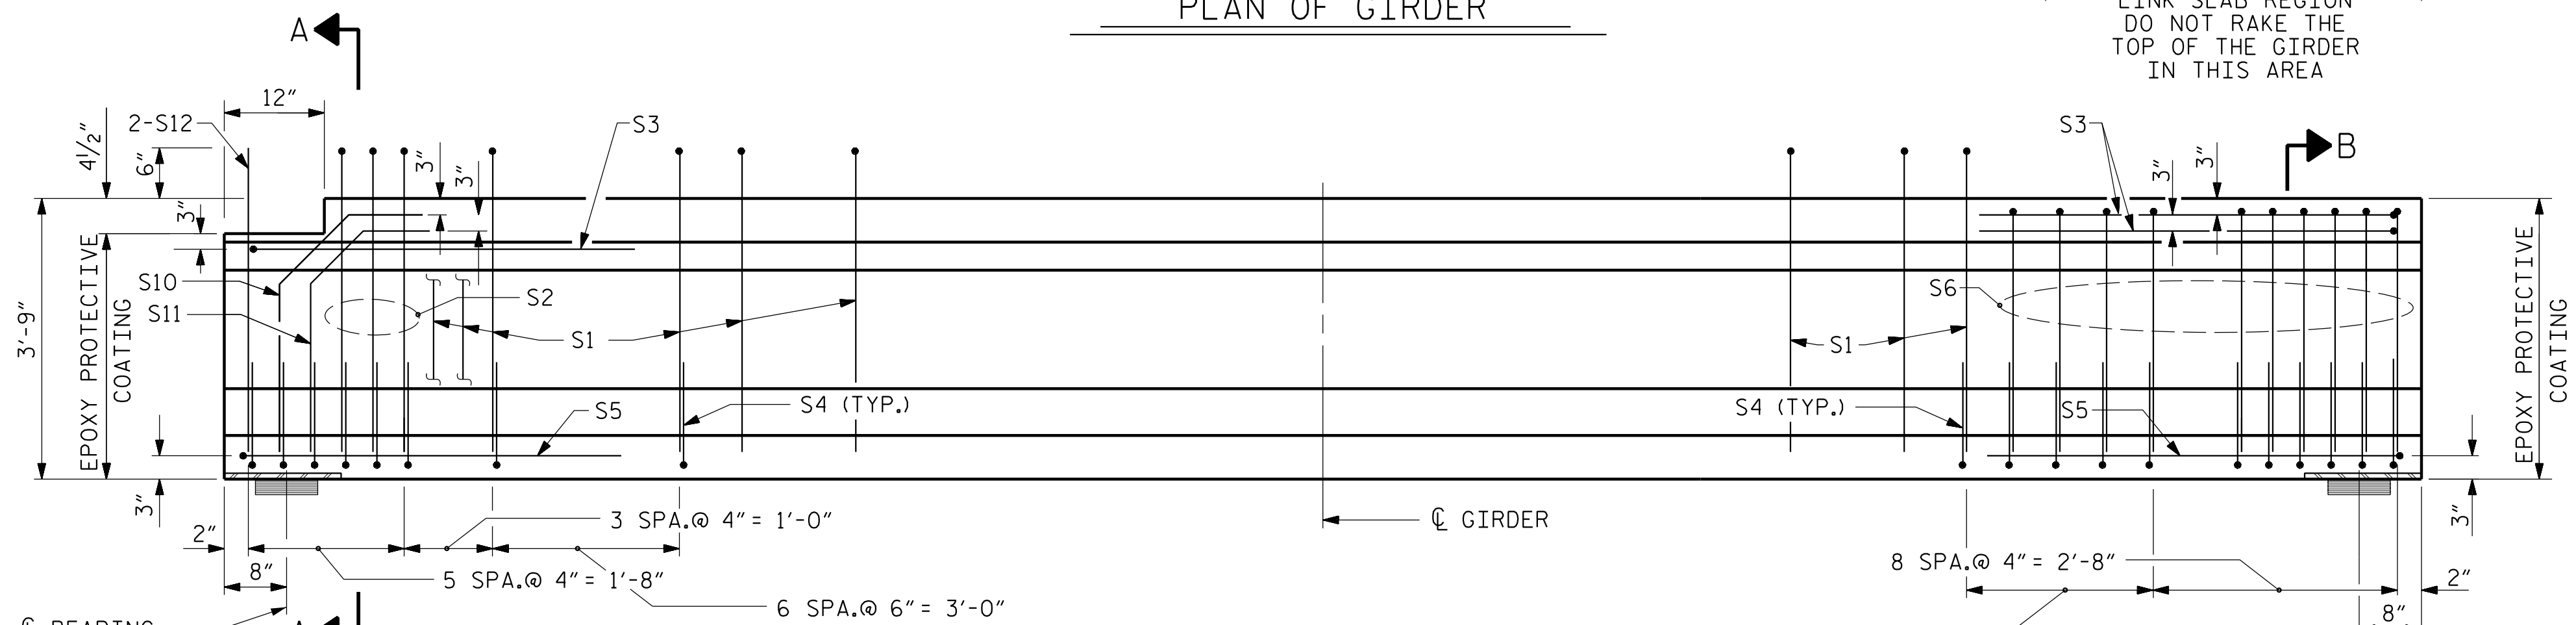 PLAN OF GIRDER
LINK SLAB REGION
DO NOT RAKE THE
TOP OF THE GIRDER
IN THIS AREA
A
12"
2-S12
4½"
6"
S3
3"
3"
S3
3"
3"
B
3"
3'-9"
EPOXY PROTECTIVE
COATING
S10
S11
S2
S1
S6
S1
EPOXY PROTECTIVE
COATING
S5
S4 (TYP.)
S4 (TYP.)
S5
3"
3"
2"
3 SPA.@ 4" = 1'-0"
℄ GIRDER
8"
5 SPA.@ 4" = 1'-8"
6 SPA.@ 6" = 3'-0"
8 SPA.@ 4" = 2'-8"
2"
8"
℄ BEARING
A